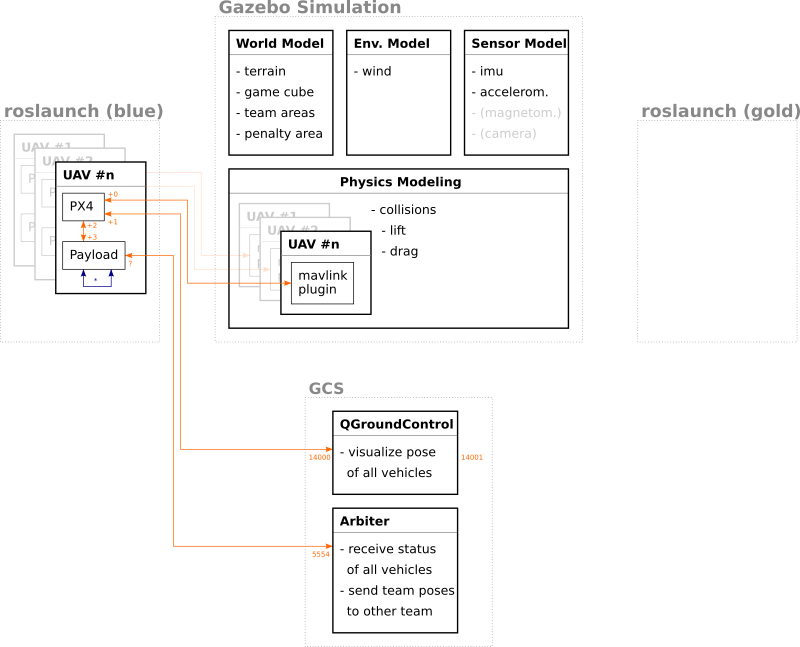 Gazebo Simulation
World Model
- terrain
- game cube
- team areas
- penalty area
Env. Model
- wind
Sensor Model
- imu
- accelerom.
- (magnetom.)
- (camera)
roslaunch (blue)
UAV #1
UAV #2
UAV #n
PX4
+0
+1
+2
+3
Payload
?
*
Physics Modeling
- collisions
- lift
- drag
UAV #1
UAV #2
UAV #n
mavlink
plugin
roslaunch (gold)
GCS
QGroundControl
- visualize pose
of all vehicles
14000
14001
Arbiter
- receive status
of all vehicles
- send team poses
to other team
5554